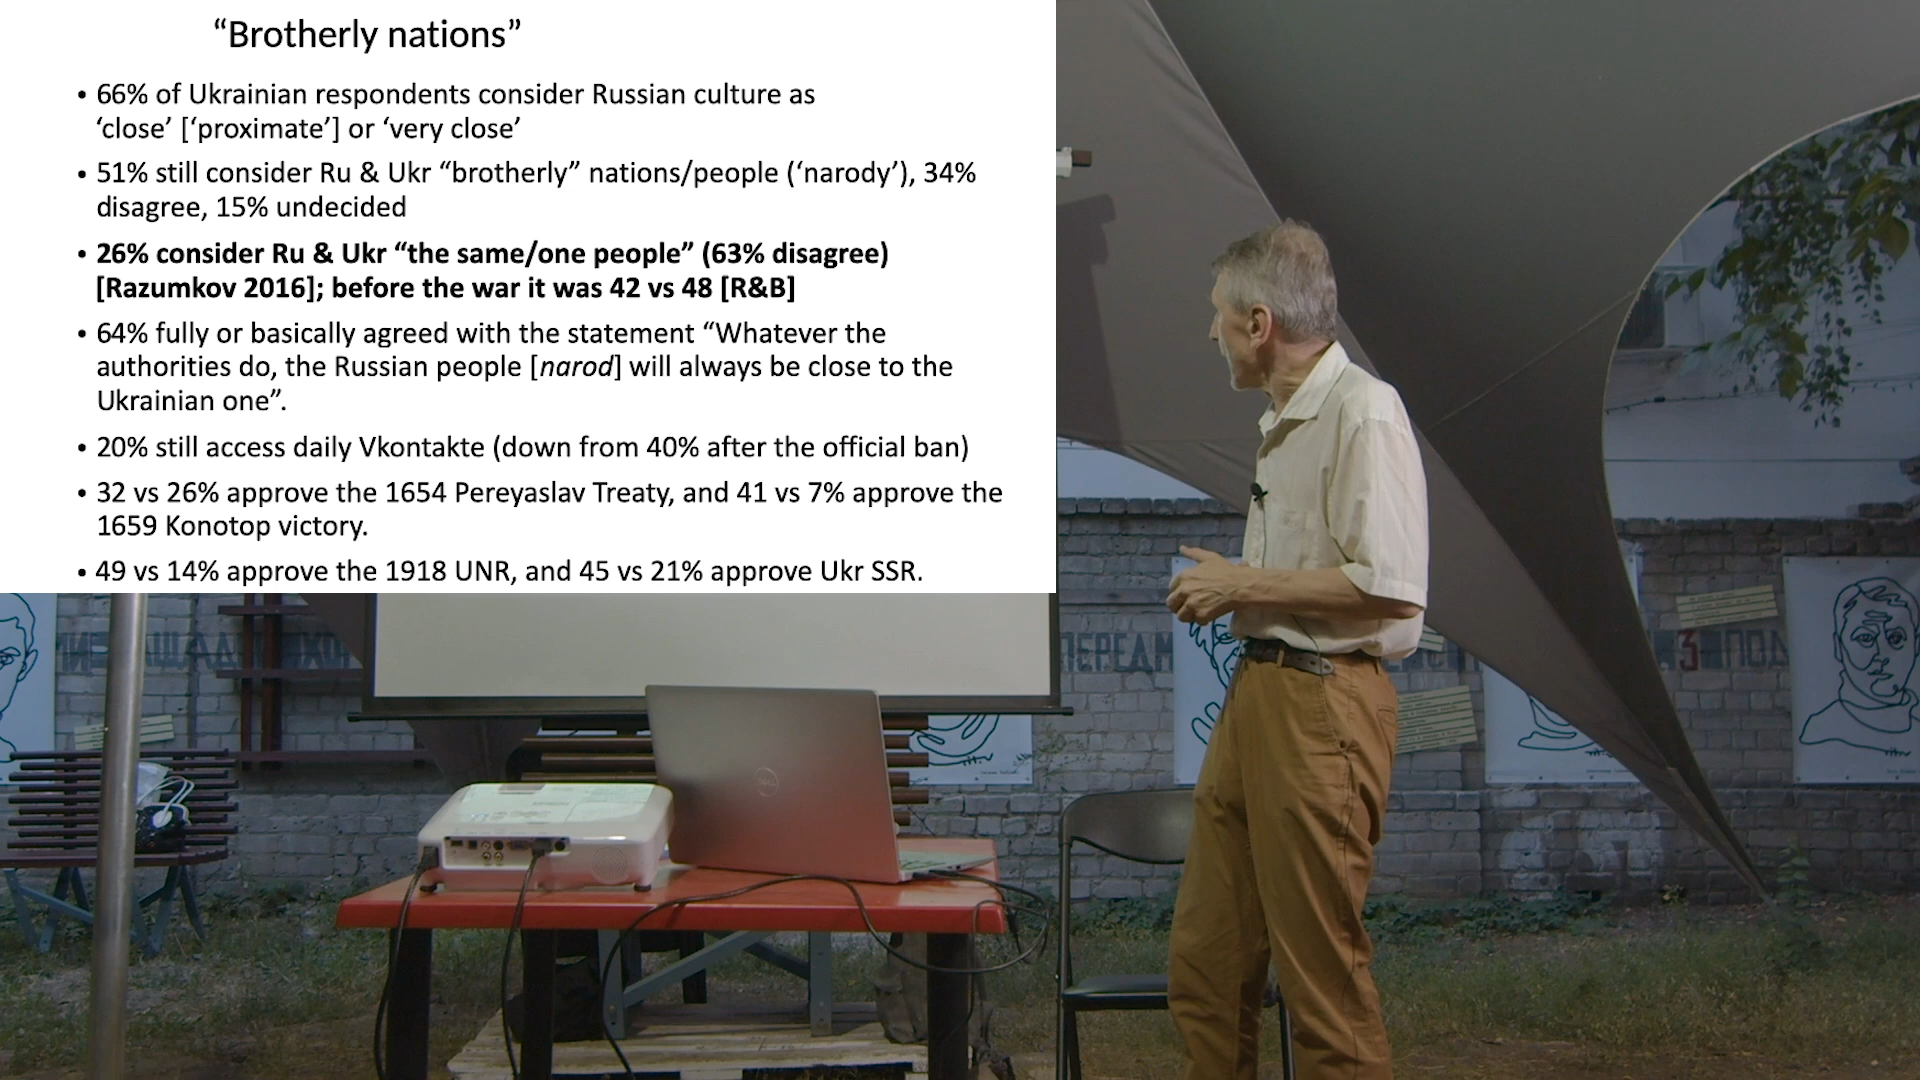 “Brotherly nations”
• 66% of Ukrainian respondents consider Russian culture as
‘close’ [‘proximate’] or ‘very close’
• 51% still consider Ru & Ukr “brotherly” nations/people (‘narody’), 34%
disagree, 15% undecided
• 26% consider Ru & Ukr “the same/one people” (63% disagree)
[Razumkov 2016]; before the war it was 42 vs 48 [R&B]
• 64% fully or basically agreed with the statement “Whatever the
authorities do, the Russian people [narod] will always be close to the
Ukrainian one”.
• 20% still access daily Vkontakte (down from 40% after the official ban)
• 32 vs 26% approve the 1654 Pereyaslav Treaty, and 41 vs 7% approve the
1659 Konotop victory.
• 49 vs 14% approve the 1918 UNR, and 45 vs 21% approve Ukr SSR.
DELL